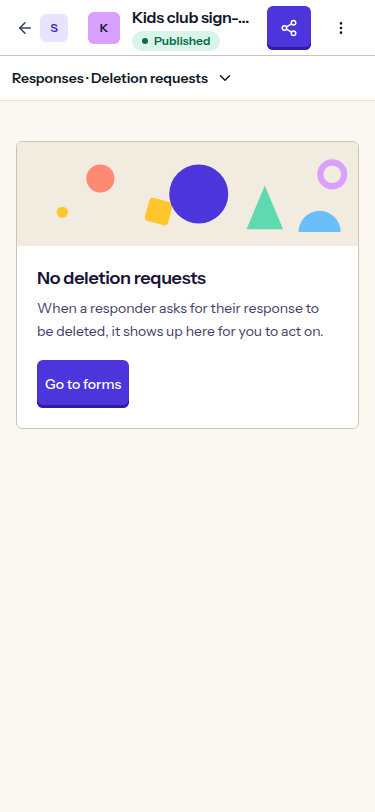 S
K
Kids club sign-...
Published
Responses · Deletion requests
No deletion requests
When a responder asks for their response to
be deleted, it shows up here for you to act on.
Go to forms